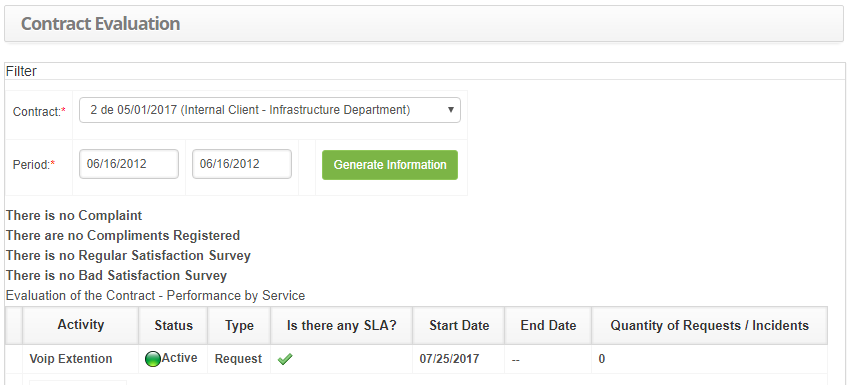 Contract Evaluation
Filter
Contract:* 2 de 05/01/2017 (Internal Client - Infrastructure Department)
Period:* 06/16/2012 06/16/2012 Generate Information
There is no Complaint
There are no Compliments Registered
There is no Regular Satisfaction Survey
There is no Bad Satisfaction Survey
Evaluation of the Contract - Performance by Service
Activity Status Type Is there any SLA? Start Date End Date Quantity of Requests / Incidents
Voip Extention Active Request 07/25/2017 -- 0